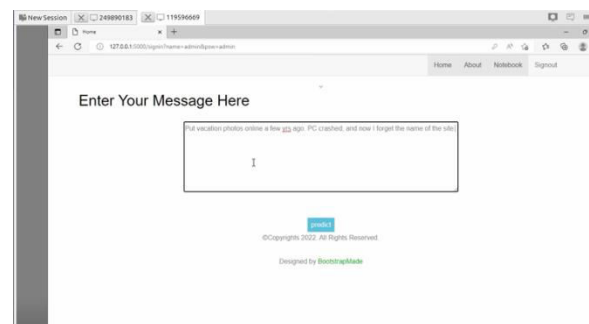 New Session 249890183 119596669
Home
127.0.0.1:5000/signin?name=admin&psw=admin
Home About Notebook Signout
Enter Your Message Here
Put vacation photos online a few yrs ago. PC crashed, and now I forget the name of the site.
predict
©Copyrights 2022. All Rights Reserved
Designed by BootstrapMade